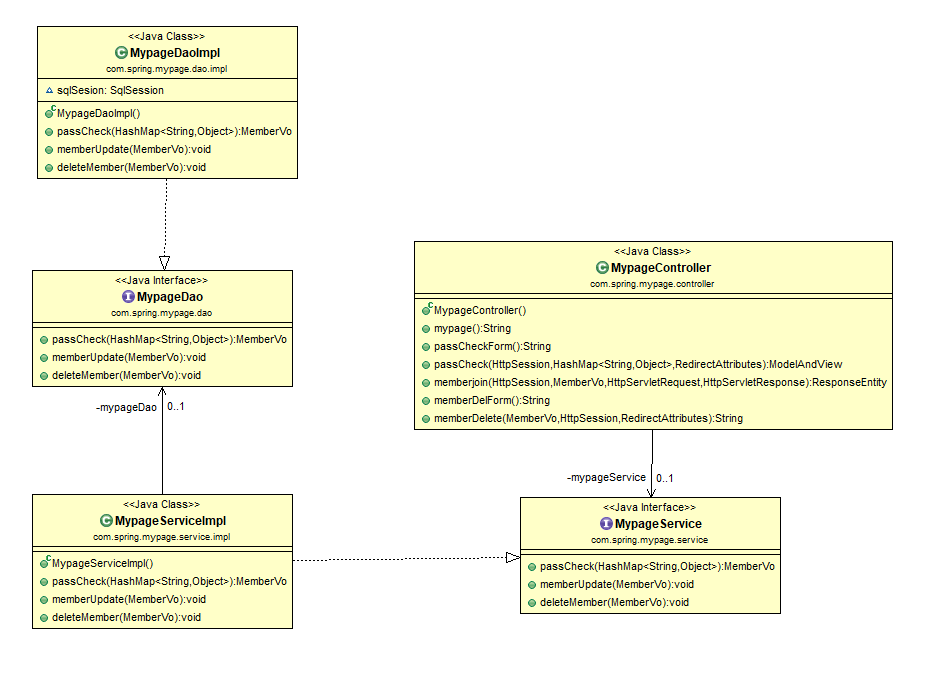 <<Java Class>>
MypageDaoImpl
com.spring.mypage.dao.impl
sqlSesion: SqlSession
MypageDaoImpl()
passCheck(HashMap<String,Object>):MemberVo
memberUpdate(MemberVo):void
deleteMember(MemberVo):void
<<Java Interface>>
MypageDao
com.spring.mypage.dao
passCheck(HashMap<String,Object>):MemberVo
memberUpdate(MemberVo):void
deleteMember(MemberVo):void
-mypageDao 0..1
<<Java Class>>
MypageServiceImpl
com.spring.mypage.service.impl
MypageServiceImpl()
passCheck(HashMap<String,Object>):MemberVo
memberUpdate(MemberVo):void
deleteMember(MemberVo):void
<<Java Class>>
MypageController
com.spring.mypage.controller
MypageController()
mypage():String
passCheckForm():String
passCheck(HttpSession,HashMap<String,Object>,RedirectAttributes):ModelAndView
memberjoin(HttpSession,MemberVo,HttpServletRequest,HttpServletResponse):ResponseEntity
memberDelForm():String
memberDelete(MemberVo,HttpSession,RedirectAttributes):String
-mypageService 0..1
<<Java Interface>>
MypageService
com.spring.mypage.service
passCheck(HashMap<String,Object>):MemberVo
memberUpdate(MemberVo):void
deleteMember(MemberVo):void